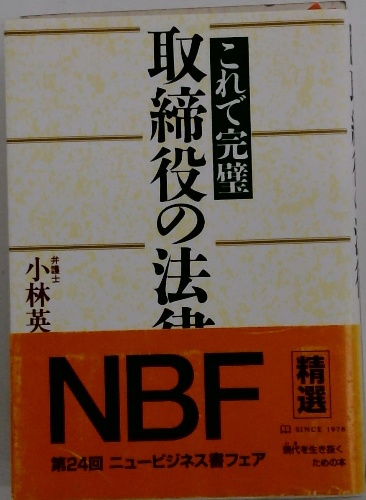 これで完璧
取締役の法律
弁護士
小林英
NBF
第24回 ニュービジネス書フェア
精選
SINCE 1978
現代を生き抜く
ための本